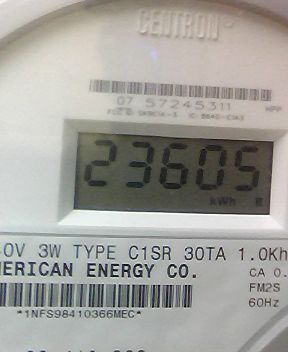 CENTRON
07 57245311
23605
kWh
0V 3W TYPE C1SR 30TA 1.0Kh
MERICAN ENERGY CO.
CA 0.
FM2S
60Hz
*1NFS98410366MEC*